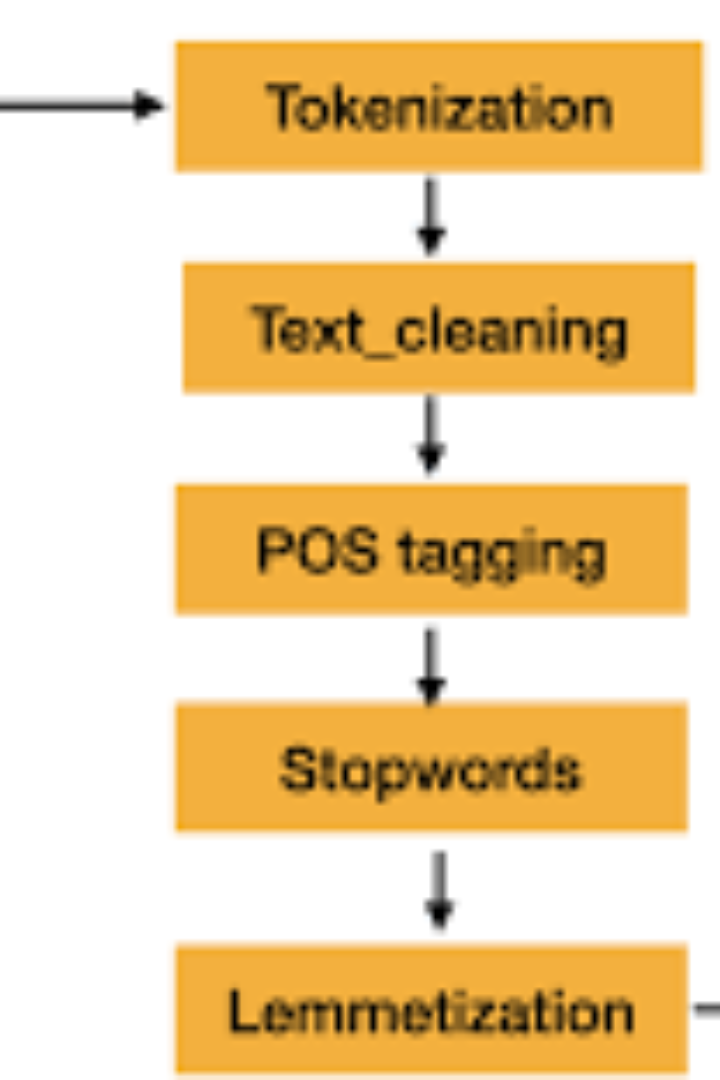 Tokenization
Text_cleaning
POS tagging
Stopwords
Lemmetization